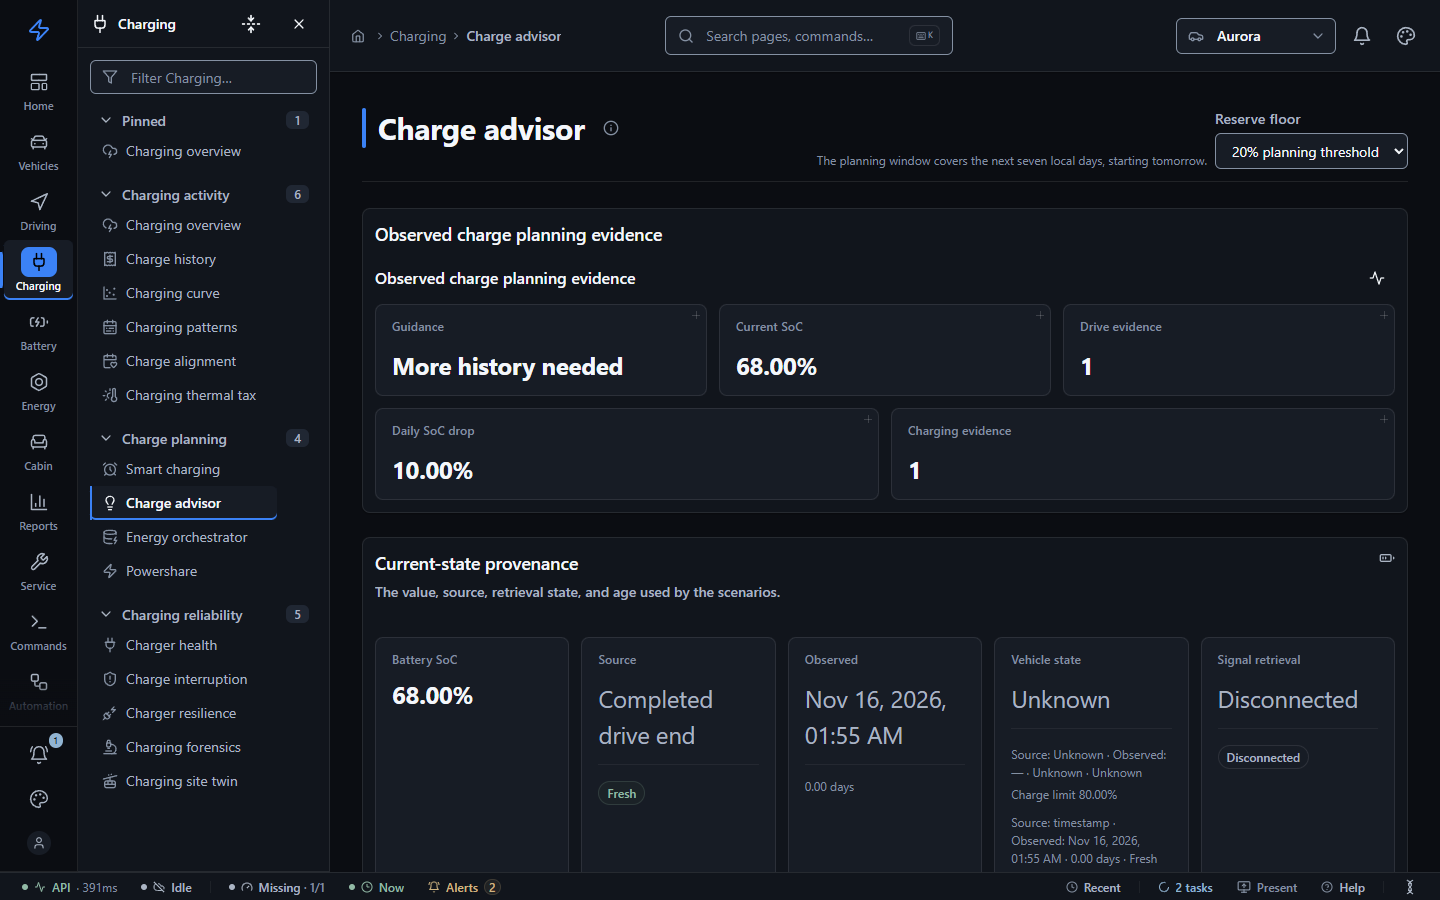 Charging
Home
Vehicles
Driving
Charging
Battery
Energy
Cabin
Reports
Service
Commands
Automation
1
Filter Charging...
Pinned 1
Charging overview
Charging activity 6
Charging overview
Charge history
Charging curve
Charging patterns
Charge alignment
Charging thermal tax
Charge planning 4
Smart charging
Charge advisor
Energy orchestrator
Powershare
Charging reliability 5
Charger health
Charge interruption
Charger resilience
Charging forensics
Charging site twin
Charging
Charge advisor
Search pages, commands...
K
Aurora
Charge advisor
Reserve floor
The planning window covers the next seven local days, starting tomorrow.
20% planning threshold
Observed charge planning evidence
Observed charge planning evidence
Guidance
More history needed
Current SoC
68.00%
Drive evidence
1
Daily SoC drop
10.00%
Charging evidence
1
Current-state provenance
The value, source, retrieval state, and age used by the scenarios.
Battery SoC
68.00%
Source
Completed
drive end
Fresh
Observed
Nov 16, 2026,
01:55 AM
0.00 days
Vehicle state
Unknown
Source: Unknown · Observed:
— · Unknown · Unknown
Charge limit 80.00%
Source: timestamp ·
Observed: Nov 16, 2026,
01:55 AM · 0.00 days · Fresh
Signal retrieval
Disconnected
Disconnected
API · 391ms
Idle
Missing · 1/1
Now
Alerts 2
Recent
2 tasks
Present
Help